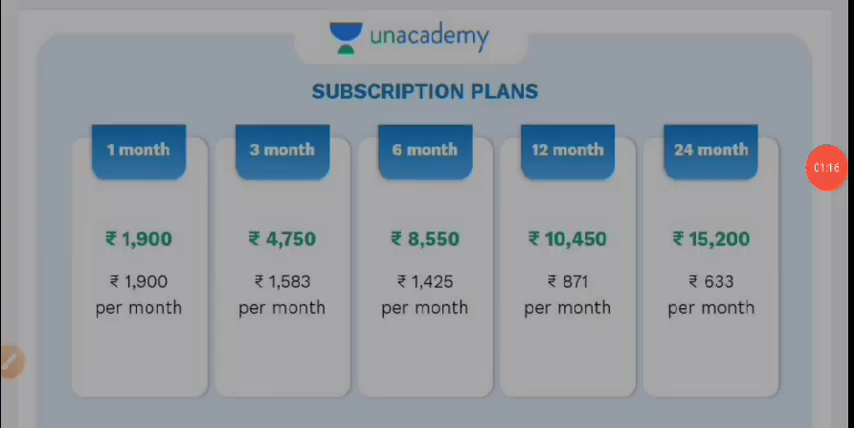 unacademy
SUBSCRIPTION PLANS
1 month
₹ 1,900
₹ 1,900
per month
3 month
₹ 4,750
₹ 1,583
per month
6 month
₹ 8,550
₹ 1,425
per month
12 month
₹ 10,450
₹ 871
per month
24 month
₹ 15,200
₹ 633
per month
01:16